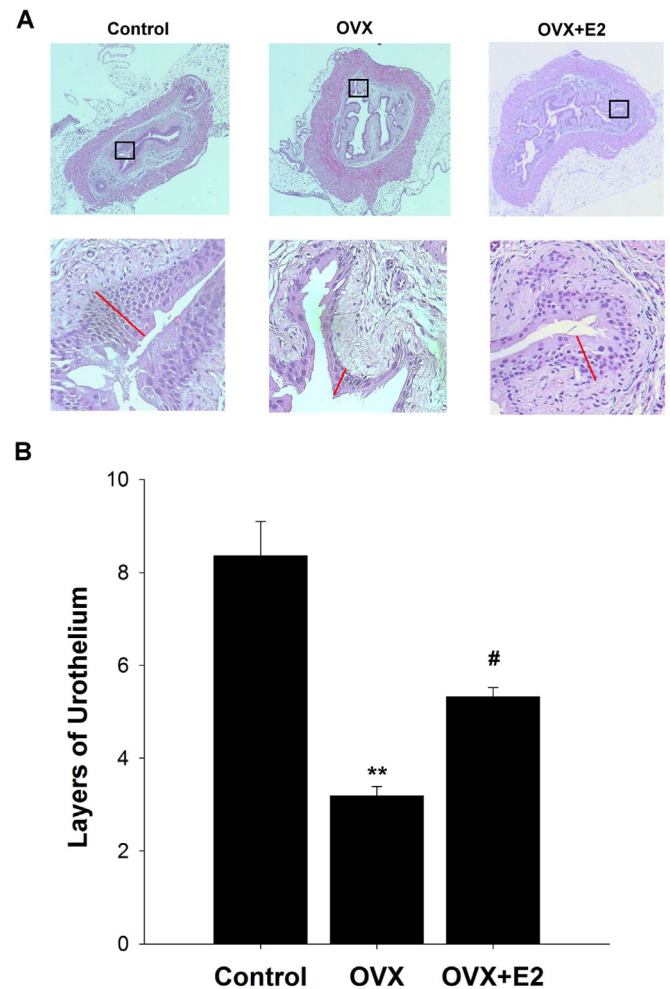 A
Control OVX OVX+E2
B
Layers of Urothelium
10
8
6
4
2
0
**
#
Control OVX OVX+E2